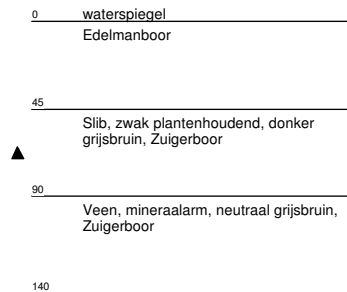 0 waterspiegel
Edelmanboor
45
Slib, zwak plantenhoudend, donker
grijsbruin, Zuigerboor
90
Veen, mineraalarm, neutraal grijsbruin,
Zuigerboor
140